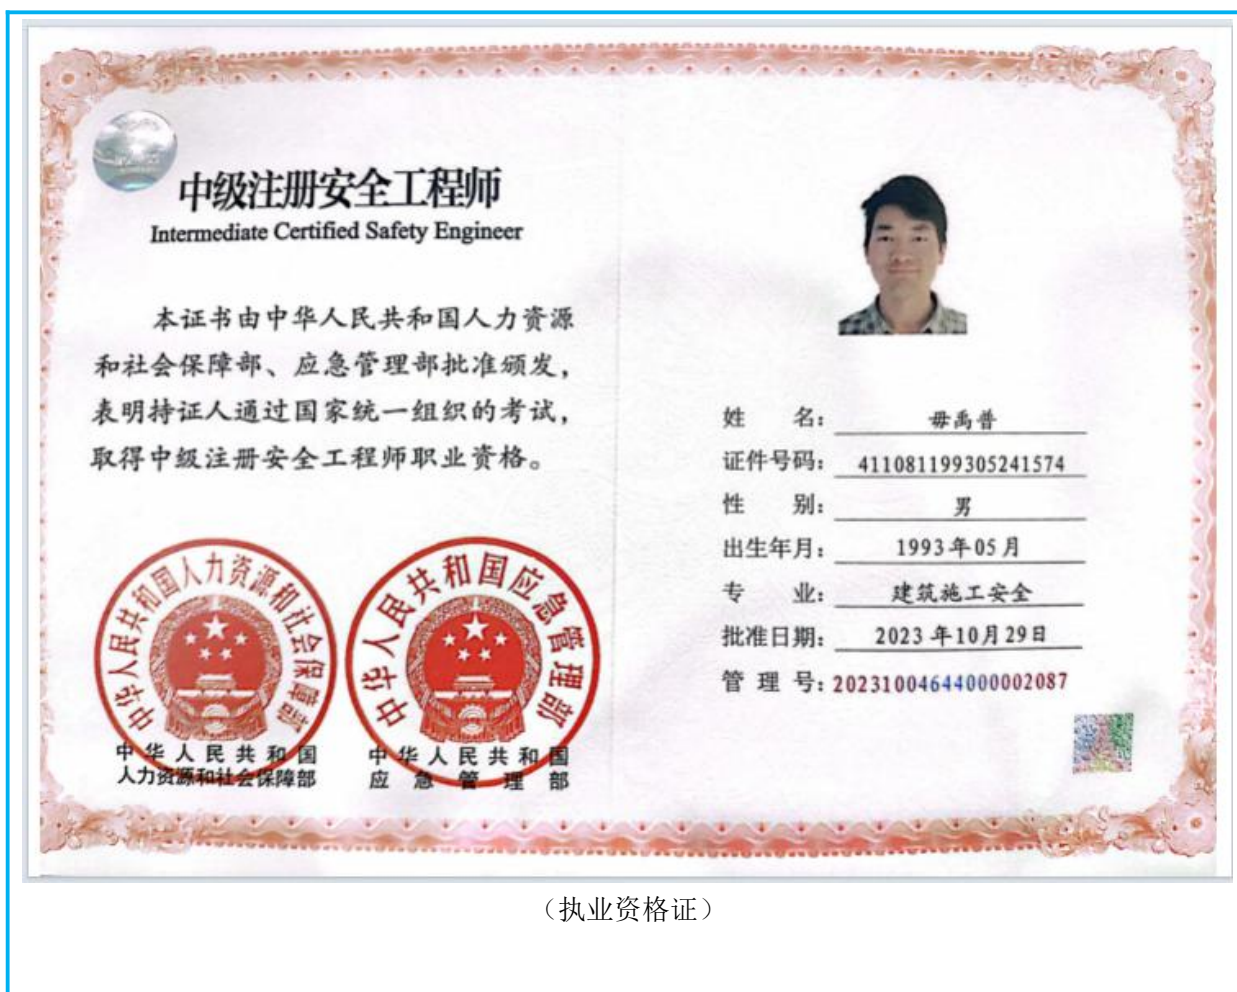 中级注册安全工程师
Intermediate Certified Safety Engineer
本证书由中华人民共和国人力资源
和社会保障部、应急管理部批准颁发，
表明持证人通过国家统一组织的考试，
取得中级注册安全工程师职业资格。
中华人民共和国人力资源和社会保障部
中华人民共和国
人力资源和社会保障部
中华人民共和国应急管理部
中华人民共和国
应急管理部
姓名：毋禹普
证件号码：411081199305241574
性别：男
出生年月：1993年05月
专业：建筑施工安全
批准日期：2023年10月29日
管理号：20231004644000002087
（执业资格证）